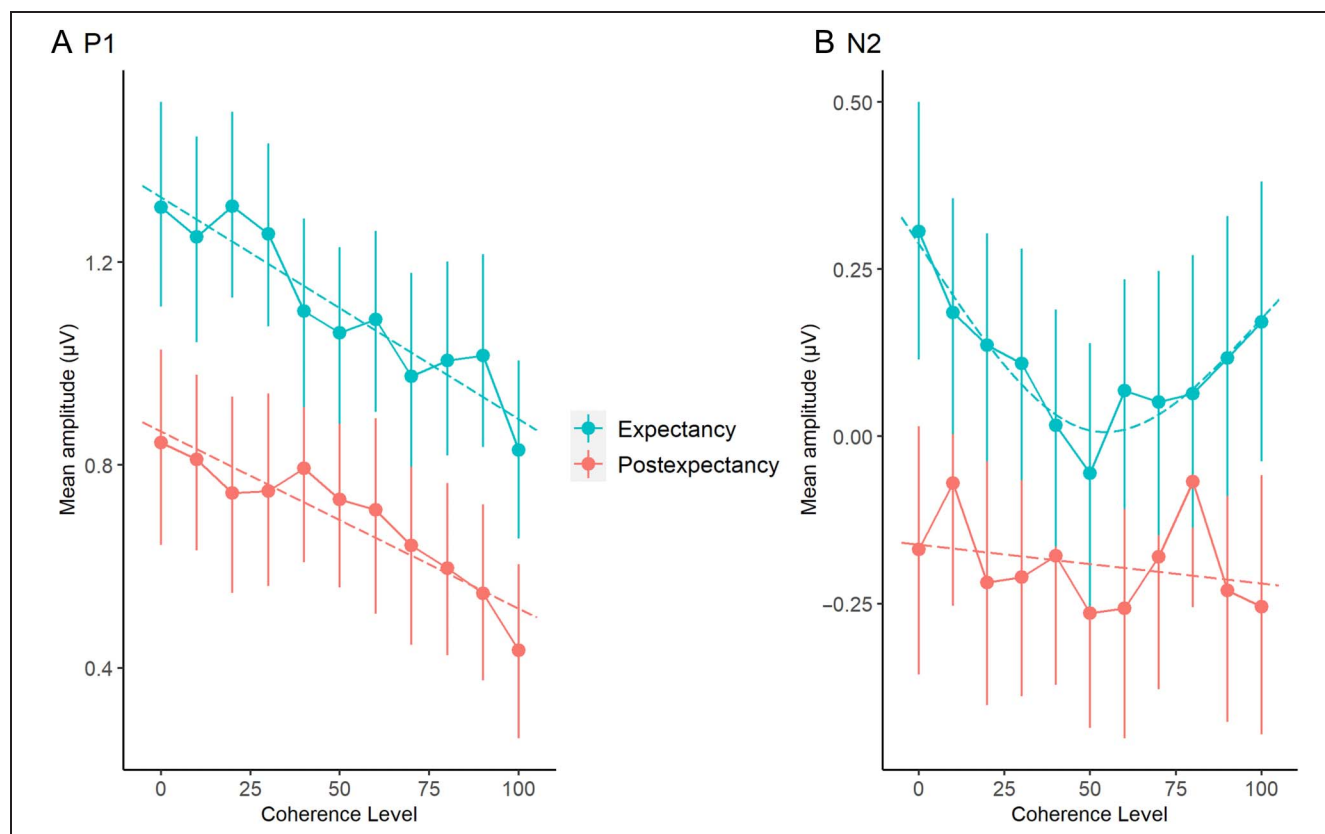 A P1
Mean amplitude (µV)
1.2
0.8
0.4
0
25
50
75
100
Coherence Level
Expectancy
Postexpectancy
B N2
Mean amplitude (µV)
0.50
0.25
0.00
−0.25
0
25
50
75
100
Coherence Level